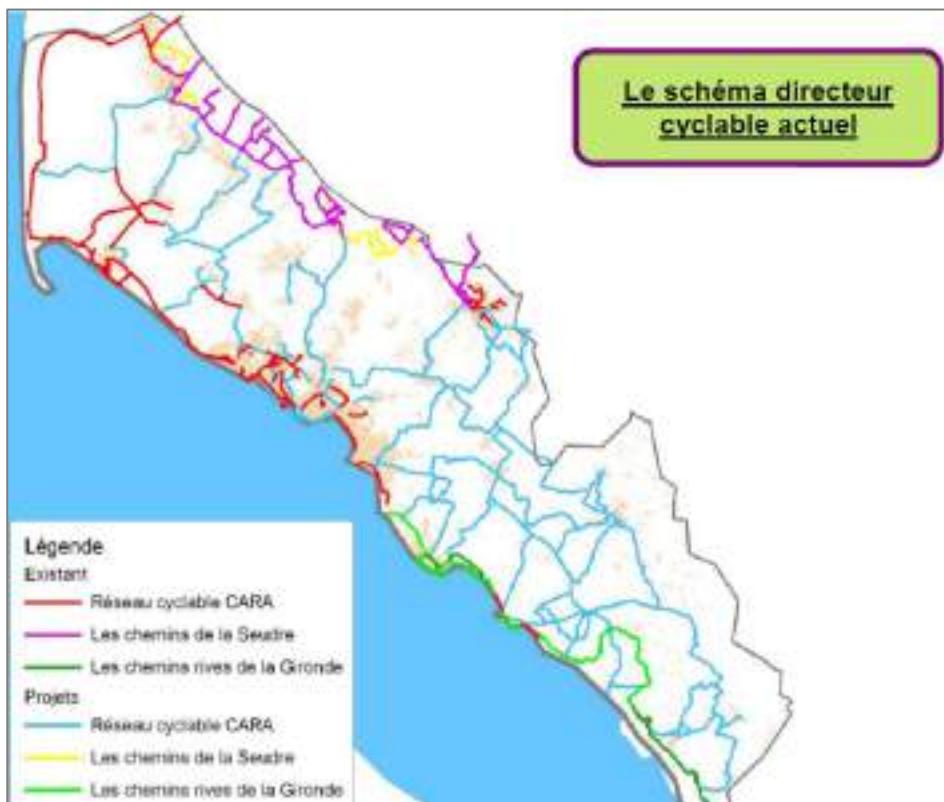 Le schéma directeur
cyclable actuel
Légende
Existant
Réseau cyclable CARA
Les chemins de la Seudre
Les chemins rives de la Gironde
Projets
Réseau cyclable CARA
Les chemins de la Seudre
Les chemins rives de la Gironde